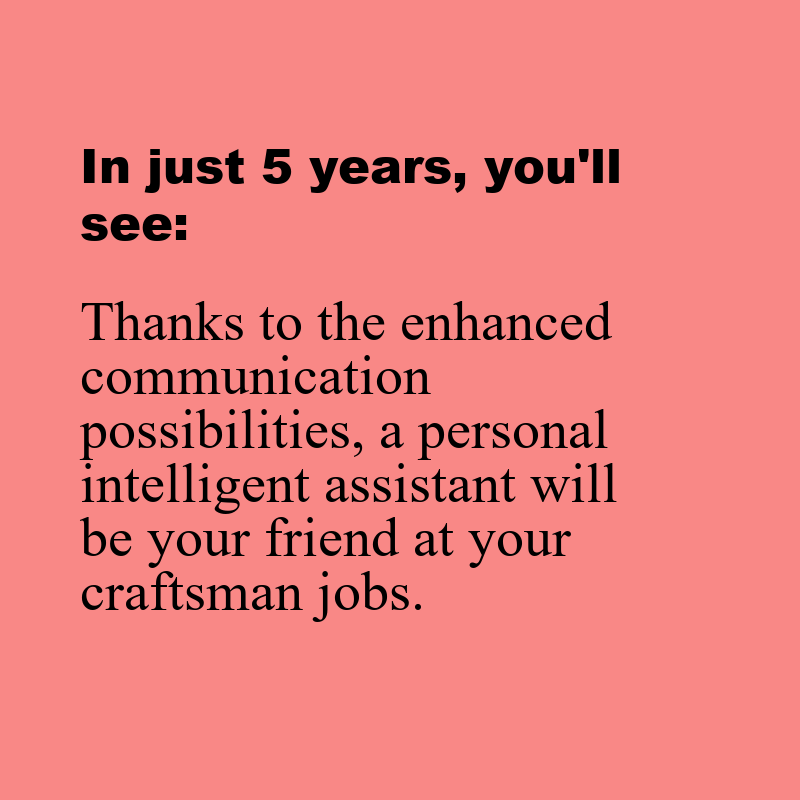 In just 5 years, you'll
see:
Thanks to the enhanced
communication
possibilities, a personal
intelligent assistant will
be your friend at your
craftsman jobs.